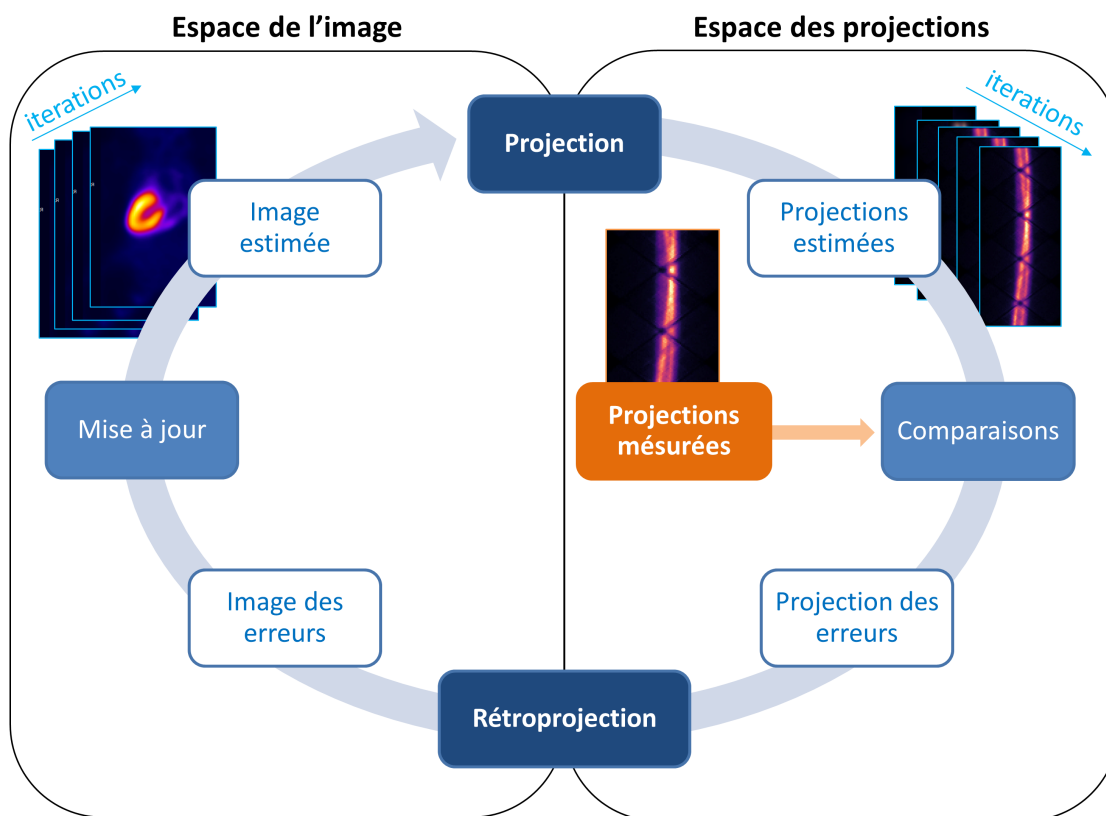 Espace de l’image
Espace des projections
iterations
iterations
Projection
Image
estimée
Projections
estimées
Mise à jour
Projections
mésurées
Comparaisons
Image des
erreurs
Projection des
erreurs
Rétroprojection